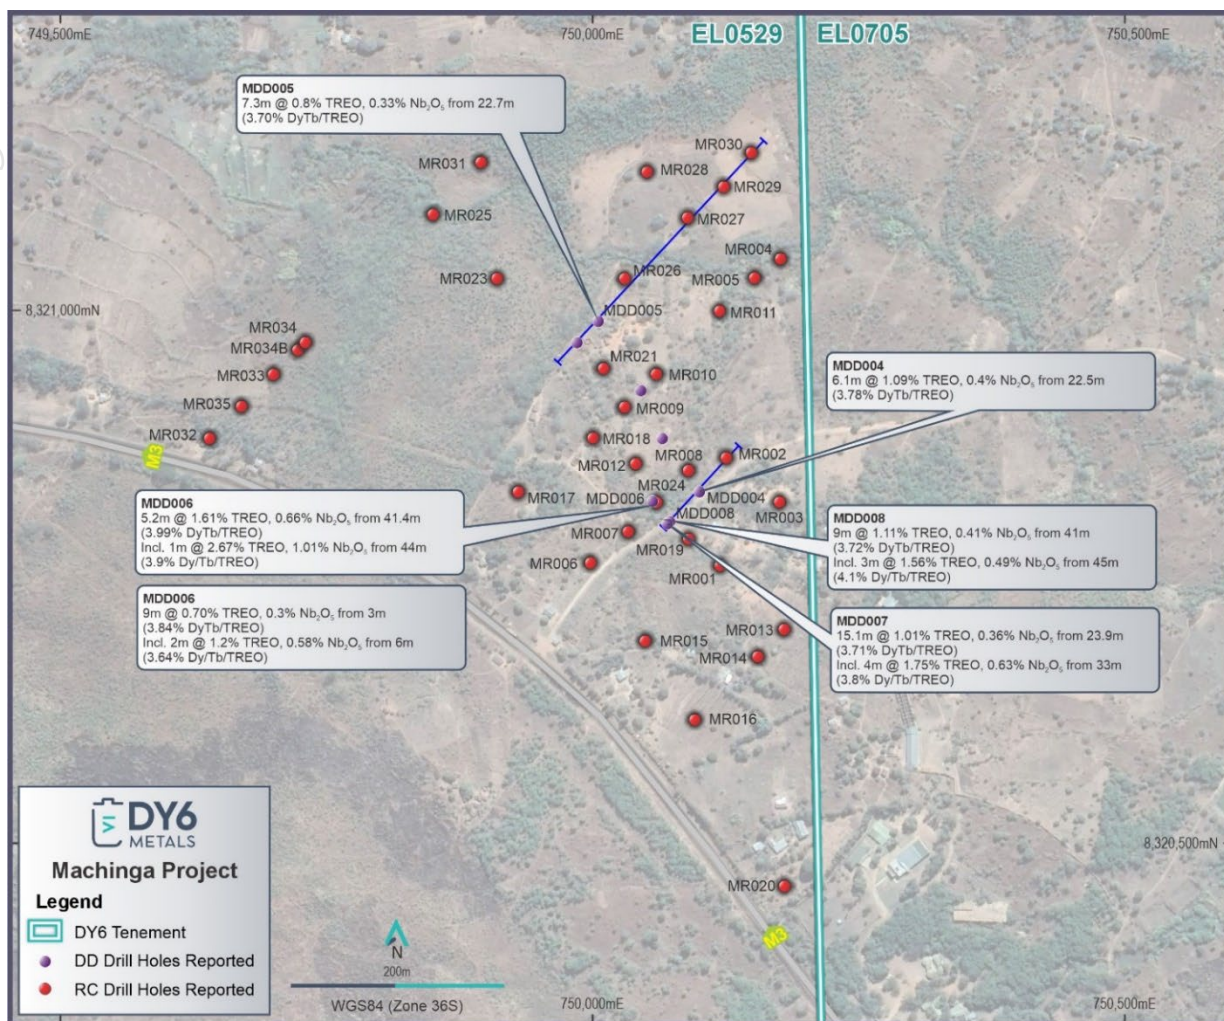 749,500mE
750,000mE
EL0529
EL0705
750,500mE
MDD005
7.3m @ 0.8% TREO, 0.33% Nb₂O₅ from 22.7m
(3.70% DyTb/TREO)
MR030
MR031
MR028
MR029
MR025
MR027
MR004
MR023
MR026
MR005
8,321,000mN
MDD005
MR011
MR034
MR034B
MR033
MR021
MR010
MDD004
6.1m @ 1.09% TREO, 0.4% Nb₂O₅ from 22.5m
(3.78% DyTb/TREO)
MR035
MR009
MR032
M3
MR018
MR008
MR002
MR012
MR024
MR017
MDD006
MDD004
MR003
MDD008
MDD006
5.2m @ 1.61% TREO, 0.66% Nb₂O₅ from 41.4m
(3.99% DyTb/TREO)
Incl. 1m @ 2.67% TREO, 1.01% Nb₂O₅ from 44m
(3.9% Dy/Tb/TREO)
MR007
MR019
MR006
MR001
MDD008
9m @ 1.11% TREO, 0.41% Nb₂O₅ from 41m
(3.72% DyTb/TREO)
Incl. 3m @ 1.56% TREO, 0.49% Nb₂O₅ from 45m
(4.1% Dy/Tb/TREO)
MDD006
9m @ 0.70% TREO, 0.3% Nb₂O₅ from 3m
(3.84% DyTb/TREO)
Incl. 2m @ 1.2% TREO, 0.58% Nb₂O₅ from 6m
(3.64% Dy/Tb/TREO)
MDD007
15.1m @ 1.01% TREO, 0.36% Nb₂O₅ from 23.9m
(3.71% DyTb/TREO)
Incl. 4m @ 1.75% TREO, 0.63% Nb₂O₅ from 33m
(3.8% Dy/Tb/TREO)
MR015
MR013
MR014
MR016
8,320,500mN
MR020
M3
DY6
METALS
Machinga Project
Legend
DY6 Tenement
DD Drill Holes Reported
RC Drill Holes Reported
N
200m
WGS84 (Zone 36S)
750,000mE
750,500mE